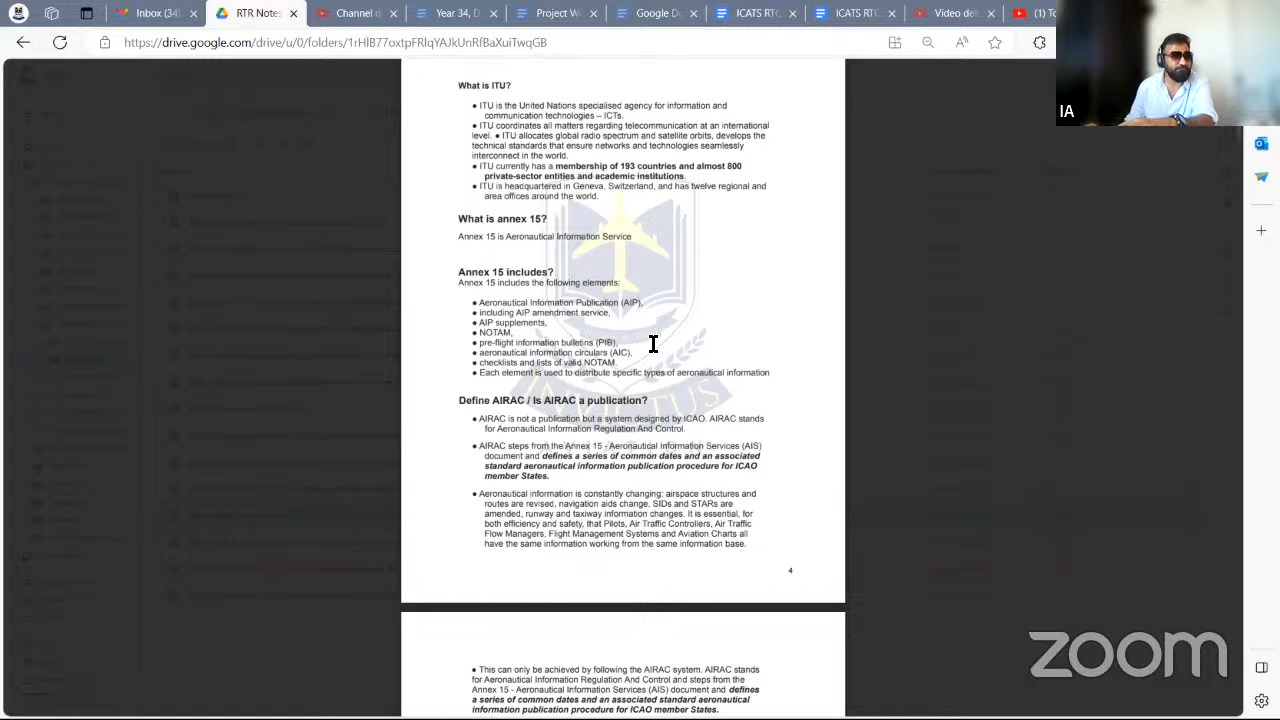 Inbox (35)
RTR Notes
Channel
Year 34, D
ICATS RTC
ICATS RTC
Video det
(1) To
https://drive.google.com/drive/u/0/folders/1rHIB77oxtpFRlqYAJkUnRfBaXuiTwqGB
IA
What is ITU?
● ITU is the United Nations specialised agency for information and
communication technologies – ICTs.
● ITU coordinates all matters regarding telecommunication at an international
level. ● ITU allocates global radio spectrum and satellite orbits, develops the
technical standards that ensure networks and technologies seamlessly
interconnect in the world.
● ITU currently has a membership of 193 countries and almost 800
private-sector entities and academic institutions.
● ITU is headquartered in Geneva, Switzerland, and has twelve regional and
area offices around the world.
What is annex 15?
Annex 15 is Aeronautical Information Service
Annex 15 includes?
Annex 15 includes the following elements:
● Aeronautical Information Publication (AIP),
● including AIP amendment service,
● AIP supplements,
● NOTAM,
● pre-flight information bulletins (PIB),
● aeronautical information circulars (AIC),
● checklists and lists of valid NOTAM.
● Each element is used to distribute specific types of aeronautical information
Define AIRAC / Is AIRAC a publication?
● AIRAC is not a publication but a system designed by ICAO. AIRAC stands
for Aeronautical Information Regulation And Control.
● AIRAC steps from the Annex 15 - Aeronautical Information Services (AIS)
document and defines a series of common dates and an associated
standard aeronautical information publication procedure for ICAO
member States.
● Aeronautical information is constantly changing: airspace structures and
routes are revised, navigation aids change, SIDs and STARs are
amended, runway and taxiway information changes. It is essential, for
both efficiency and safety, that Pilots, Air Traffic Controllers, Air Traffic
Flow Managers, Flight Management Systems and Aviation Charts all
have the same information working from the same information base.
4
● This can only be achieved by following the AIRAC system. AIRAC stands
for Aeronautical Information Regulation And Control and steps from the
Annex 15 - Aeronautical Information Services (AIS) document and defines
a series of common dates and an associated standard aeronautical
information publication procedure for ICAO member States.
zoom